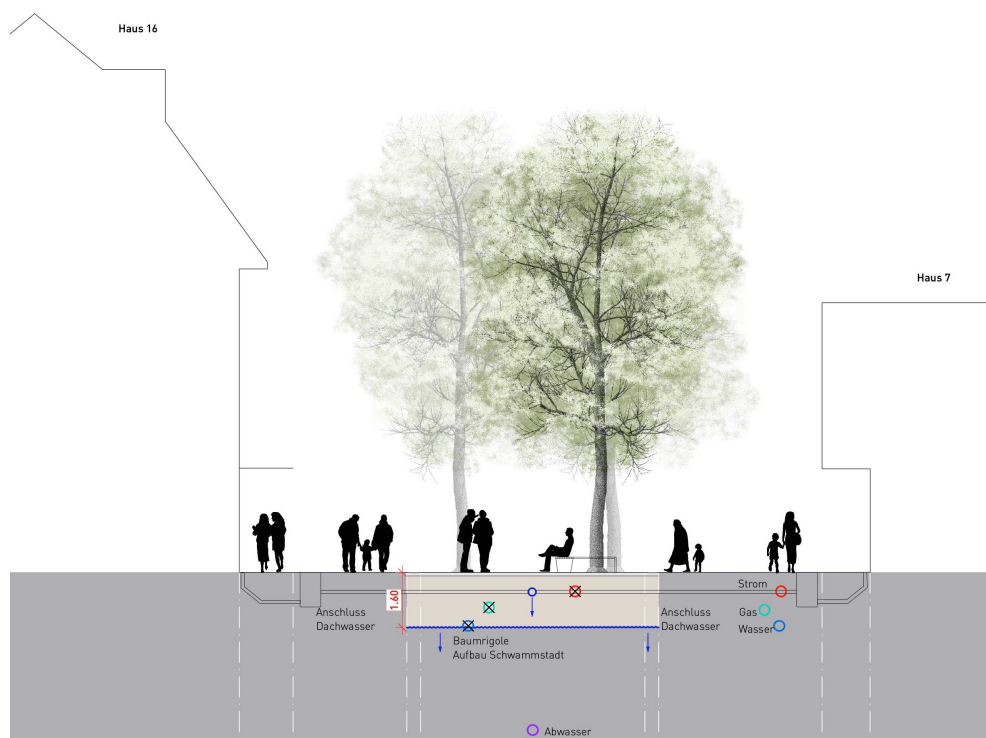 Haus 16
Haus 7
1.60
Anschluss
Dachwasser
Baumrigole
Aufbau Schwammstadt
Anschluss
Dachwasser
Strom
Gas
Wasser
Abwasser